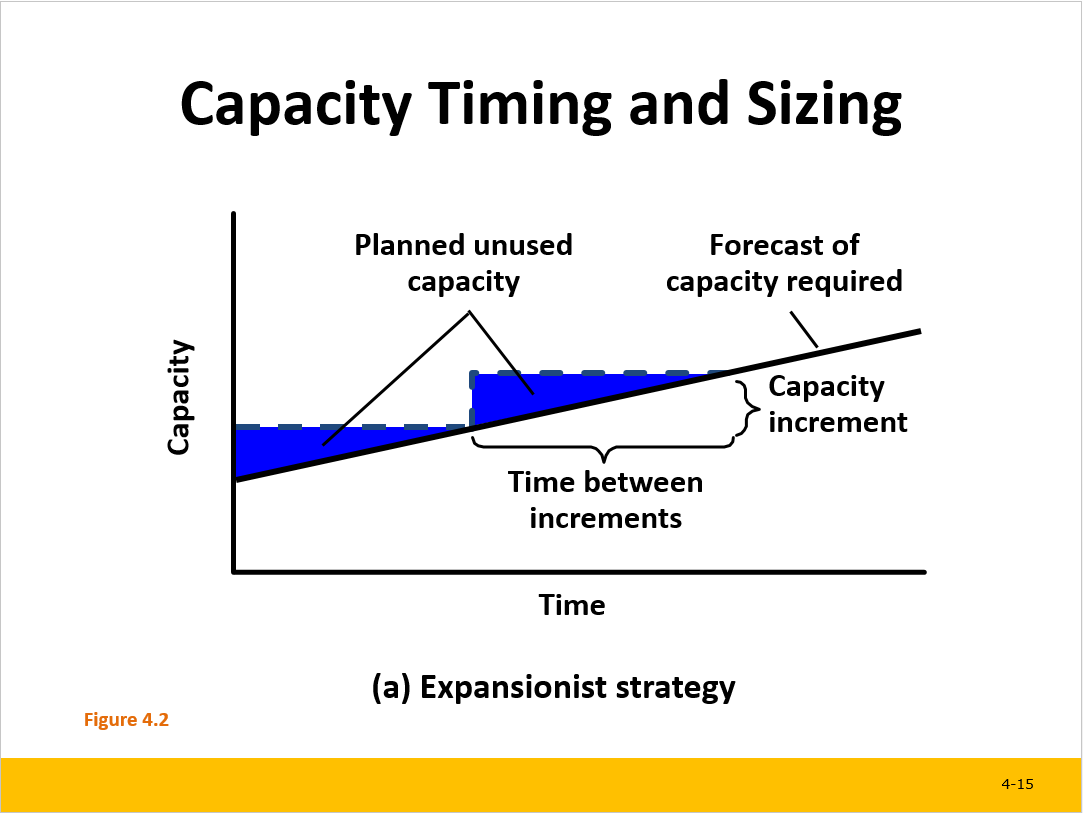 Capacity Timing and Sizing
Planned unused
capacity
Forecast of
capacity required
Capacity
Capacity
increment
Time between
increments
Time
(a) Expansionist strategy
Figure 4.2
4-15